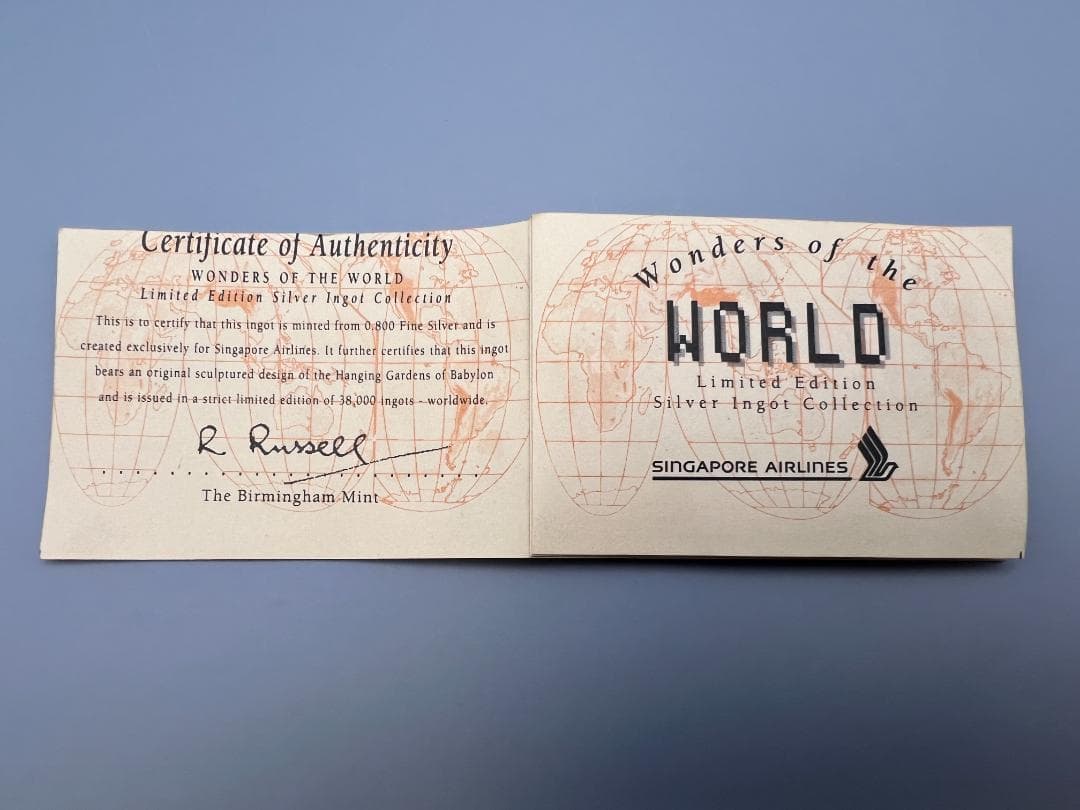 Certificate of Authenticity
WONDERS OF THE WORLD
Limited Edition Silver Ingot Collection
This is to certify that this ingot is minted from 0.800 Fine Silver and is
created exclusively for Singapore Airlines. It further certifies that this ingot
bears an original sculptured design of the Hanging Gardens of Babylon
and is issued in a strict limited edition of 38,000 ingots - worldwide.
R Russell
The Birmingham Mint
Wonders of the
WORLD
Limited Edition
Silver Ingot Collection
SINGAPORE AIRLINES